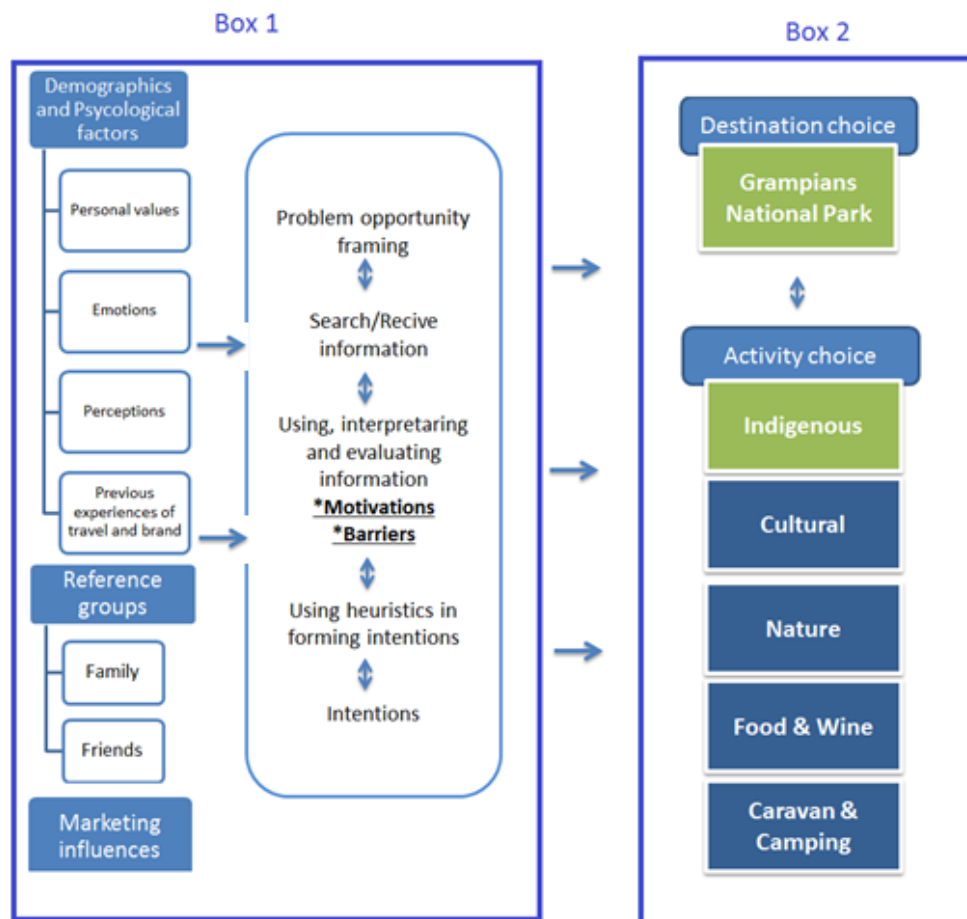 Box 1
Demographics
and Psycological
factors
Personal values
Emotions
Perceptions
Previous
experiences of
travel and brand
Reference
groups
Family
Friends
Marketing
influences
Problem opportunity
framing
Search/Recive
information
Using, interpretaring
and evaluating
information
*Motivations
*Barriers
Using heuristics in
forming intentions
Intentions
Box 2
Destination choice
Grampians
National Park
Activity choice
Indigenous
Cultural
Nature
Food & Wine
Caravan &
Camping